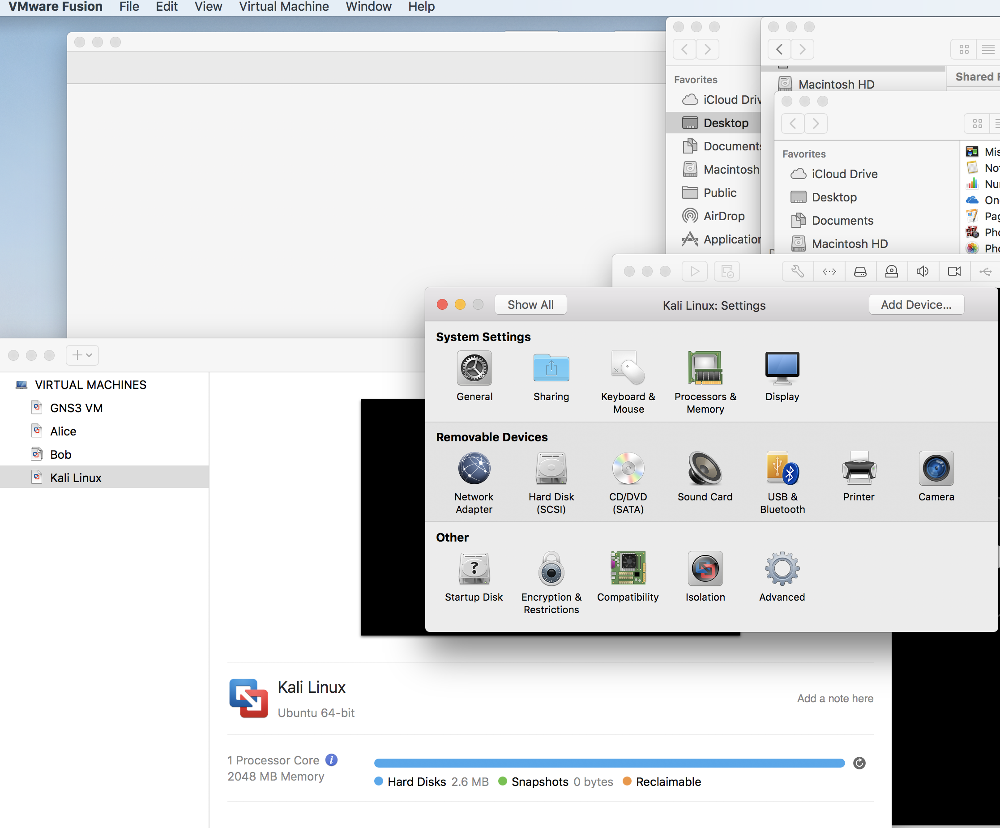 VMware Fusion File Edit View Virtual Machine Window Help
Favorites
iCloud Driv
Desktop
Documents
Macintosh
Public
AirDrop
Application
Macintosh HD
Shared
Favorites
iCloud Drive
Desktop
Documents
Macintosh HD
Mis
No
Nu
On
Pag
Pho
Pho
Show All
Kali Linux: Settings
Add Device...
System Settings
General
Sharing
Keyboard &
Mouse
Processors &
Memory
Display
Removable Devices
Network
Adapter
Hard Disk
(SCSI)
CD/DVD
(SATA)
Sound Card
USB &
Bluetooth
Printer
Camera
Other
Startup Disk
Encryption &
Restrictions
Compatibility
Isolation
Advanced
VIRTUAL MACHINES
GNS3 VM
Alice
Bob
Kali Linux
Kali Linux
Ubuntu 64-bit
Add a note here
1 Processor Core
2048 MB Memory
Hard Disks 2.6 MB Snapshots 0 bytes Reclaimable